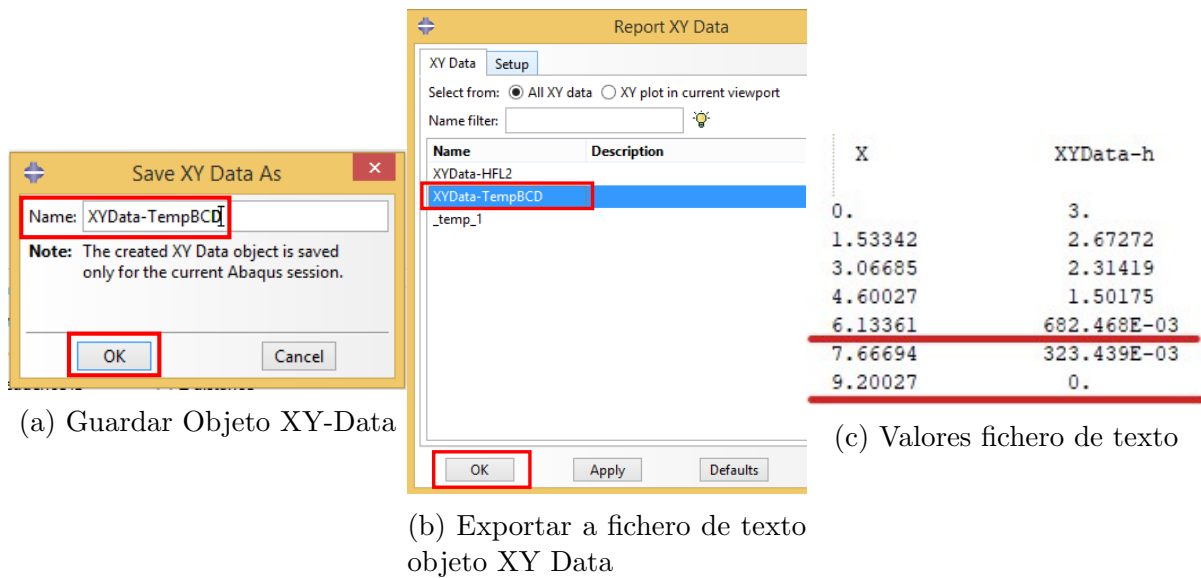 Save XY Data As
Name: XYData-TempBCD
Note: The created XY Data object is saved
only for the current Abaqus session.
OK Cancel
(a) Guardar Objeto XY-Data
Report XY Data
XY Data Setup
Select from: All XY data XY plot in current viewport
Name filter:
Name Description
XYData-HFL2
XYData-TempBCD
_temp_1
OK Apply Defaults
(b) Exportar a fichero de texto
objeto XY Data
X XYData-h
0. 3.
1.53342 2.67272
3.06685 2.31419
4.60027 1.50175
6.13361 682.468E-03
7.66694 323.439E-03
9.20027 0.
(c) Valores fichero de texto